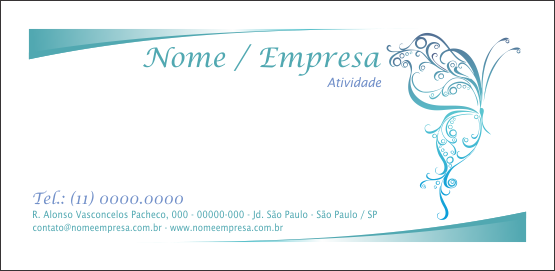 Nome / Empresa
Atividade
Tel.: (11) 0000.0000
R. Alonso Vasconcelos Pacheco, 000 - 00000-000 - Jd. São Paulo - São Paulo / SP
contato@nomeempresa.com.br - www.nomeempresa.com.br